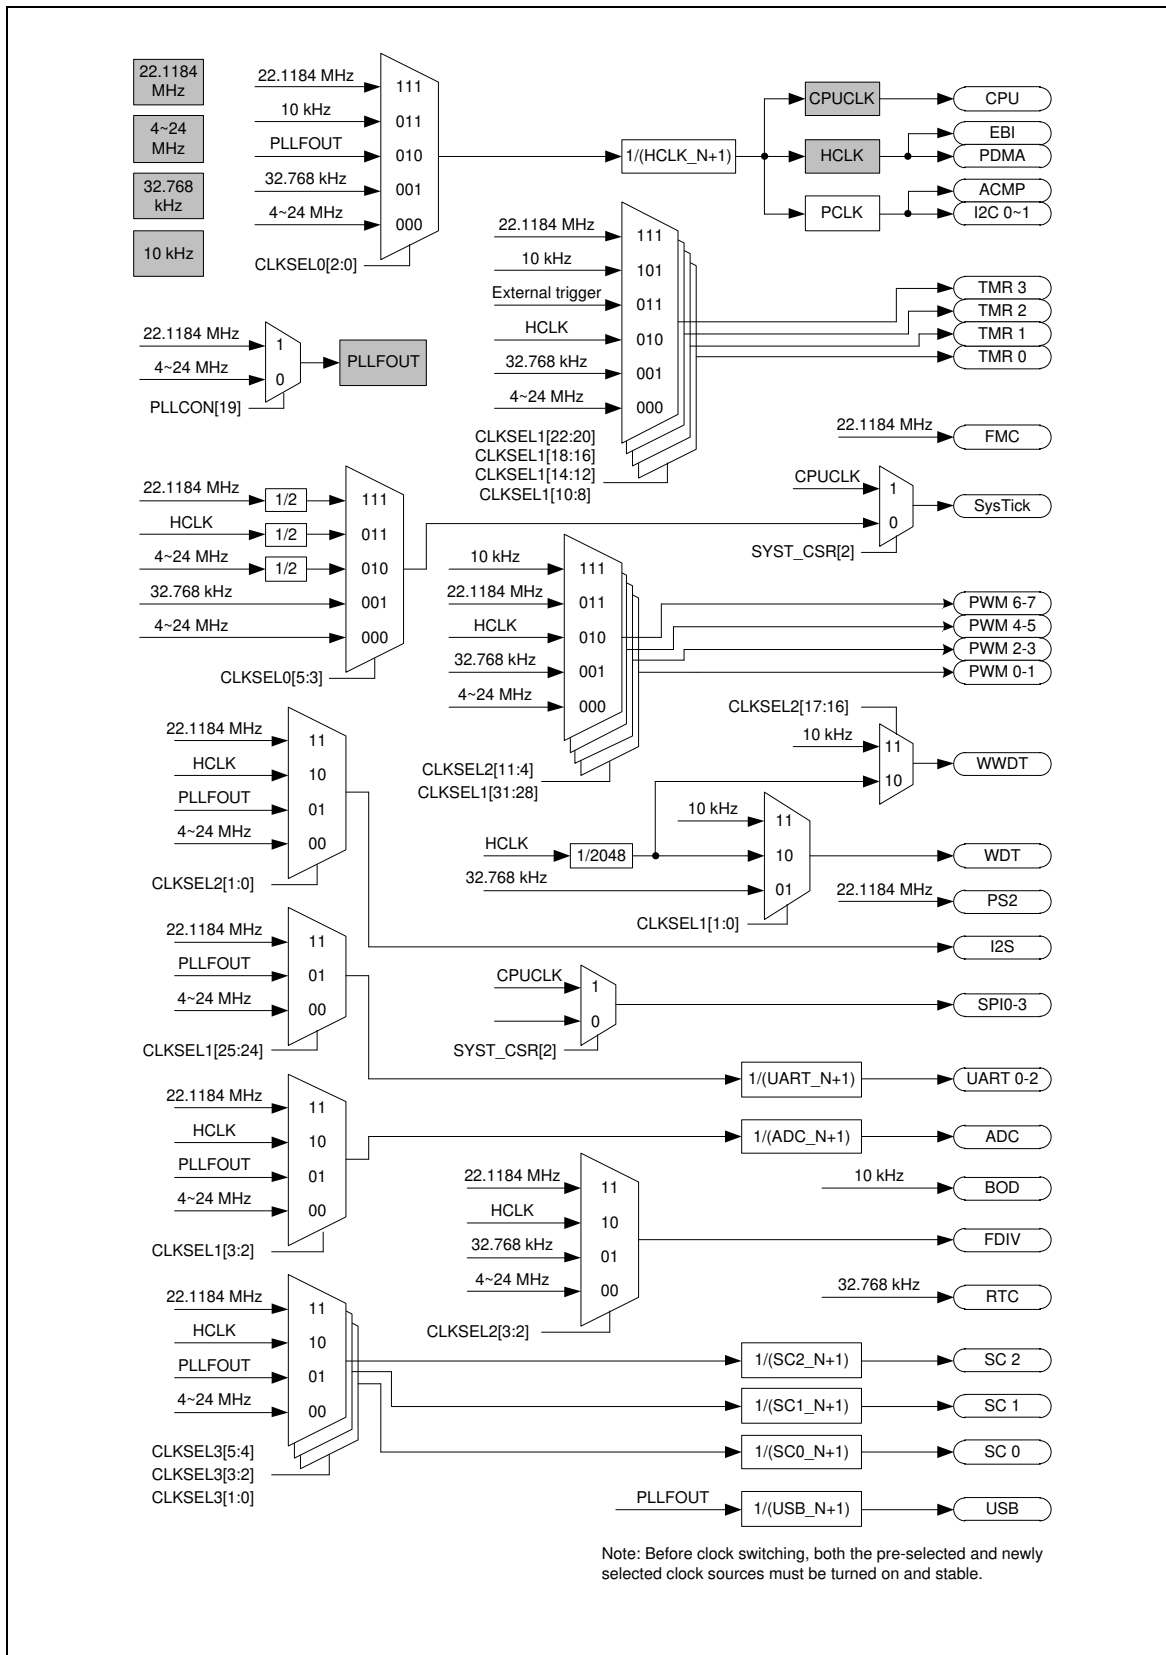 22.1184
MHz
4~24
MHz
32.768
kHz
10 kHz
22.1184 MHz
111
10 kHz
011
PLLFOUT
010
32.768 kHz
001
4~24 MHz
000
CLKSEL0[2:0]
1/(HCLK_N+1)
CPUCLK
CPU
HCLK
EBI
PDMA
PCLK
ACMP
I2C 0~1
22.1184 MHz
111
10 kHz
101
External trigger
011
HCLK
010
32.768 kHz
001
4~24 MHz
000
CLKSEL1[22:20]
CLKSEL1[18:16]
CLKSEL1[14:12]
CLKSEL1[10:8]
TMR 3
TMR 2
TMR 1
TMR 0
22.1184 MHz
1
4~24 MHz
0
PLLCON[19]
PLLFOUT
22.1184 MHz
FMC
22.1184 MHz
1/2
111
HCLK
1/2
011
4~24 MHz
1/2
010
32.768 kHz
001
4~24 MHz
000
CLKSEL0[5:3]
CPUCLK
1
0
SYST_CSR[2]
SysTick
10 kHz
111
22.1184 MHz
011
HCLK
010
32.768 kHz
001
4~24 MHz
000
CLKSEL2[11:4]
CLKSEL1[31:28]
PWM 6-7
PWM 4-5
PWM 2-3
PWM 0-1
CLKSEL2[17:16]
10 kHz
11
10
WWDT
22.1184 MHz
11
HCLK
10
PLLFOUT
01
4~24 MHz
00
CLKSEL2[1:0]
10 kHz
11
HCLK
1/2048
10
32.768 kHz
01
CLKSEL1[1:0]
WDT
22.1184 MHz
PS2
I2S
22.1184 MHz
11
PLLFOUT
01
4~24 MHz
00
CLKSEL1[25:24]
CPUCLK
1
0
SYST_CSR[2]
SPI0-3
1/(UART_N+1)
UART 0-2
22.1184 MHz
11
HCLK
10
PLLFOUT
01
4~24 MHz
00
CLKSEL1[3:2]
1/(ADC_N+1)
ADC
10 kHz
BOD
22.1184 MHz
11
HCLK
10
32.768 kHz
01
4~24 MHz
00
CLKSEL2[3:2]
FDIV
32.768 kHz
RTC
22.1184 MHz
11
HCLK
10
PLLFOUT
01
4~24 MHz
00
CLKSEL3[5:4]
CLKSEL3[3:2]
CLKSEL3[1:0]
1/(SC2_N+1)
SC 2
1/(SC1_N+1)
SC 1
1/(SC0_N+1)
SC 0
PLLFOUT
1/(USB_N+1)
USB
Note: Before clock switching, both the pre-selected and newly
selected clock sources must be turned on and stable.